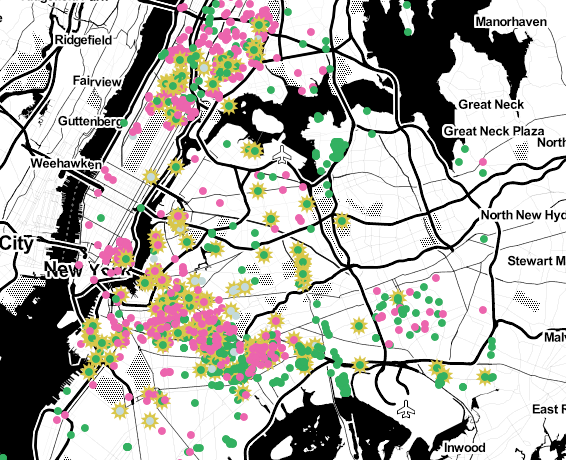 Manorhaven
Ridgefield
Fairview
Great Neck
Guttenberg
Great Neck Plaza
North
Weehawken
North New Hyd
City
Stewart M
New York
Malv
East R
Inwood